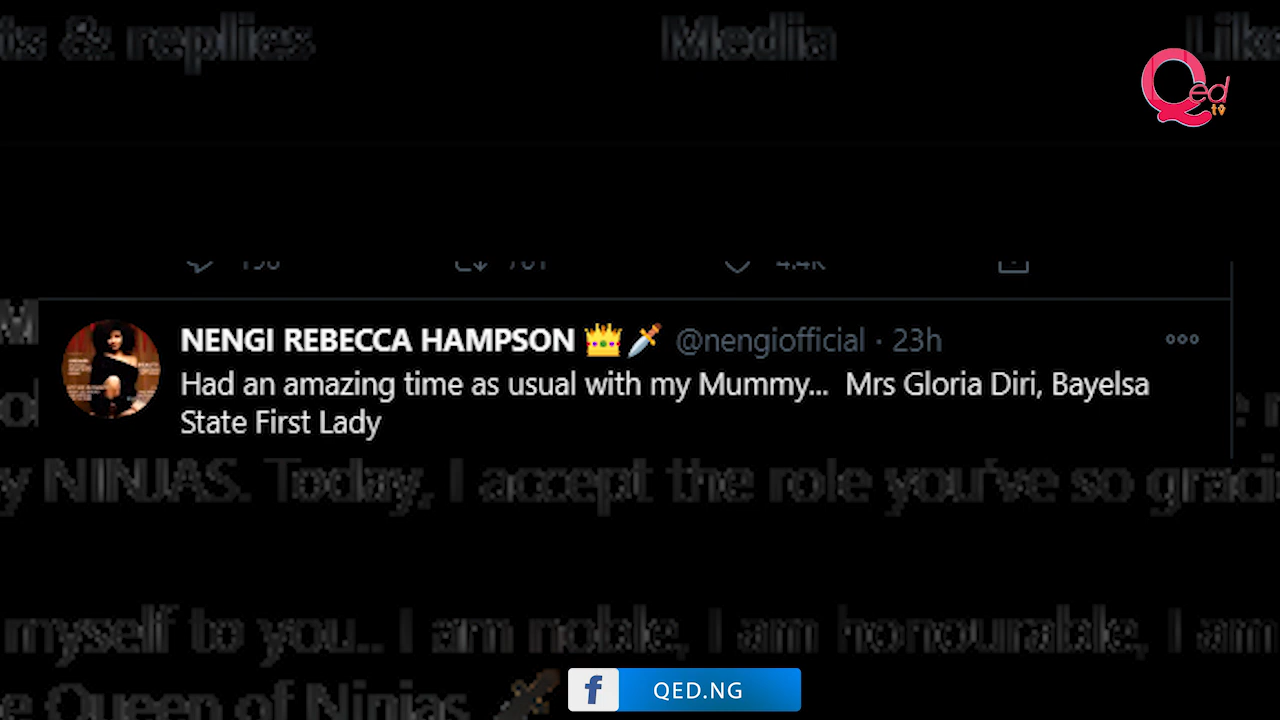 & replies
Media
Qed
tv
NENGI REBECCA HAMPSON 👑🗡️ @nengiofficial · 23h
Had an amazing time as usual with my Mummy... Mrs Gloria Diri, Bayelsa
State First Lady
y NINJAS. Today, I accept the role you've so
myself to you.. I am noble, I am honourable, I am
Queen of Ninjas
QED.NG